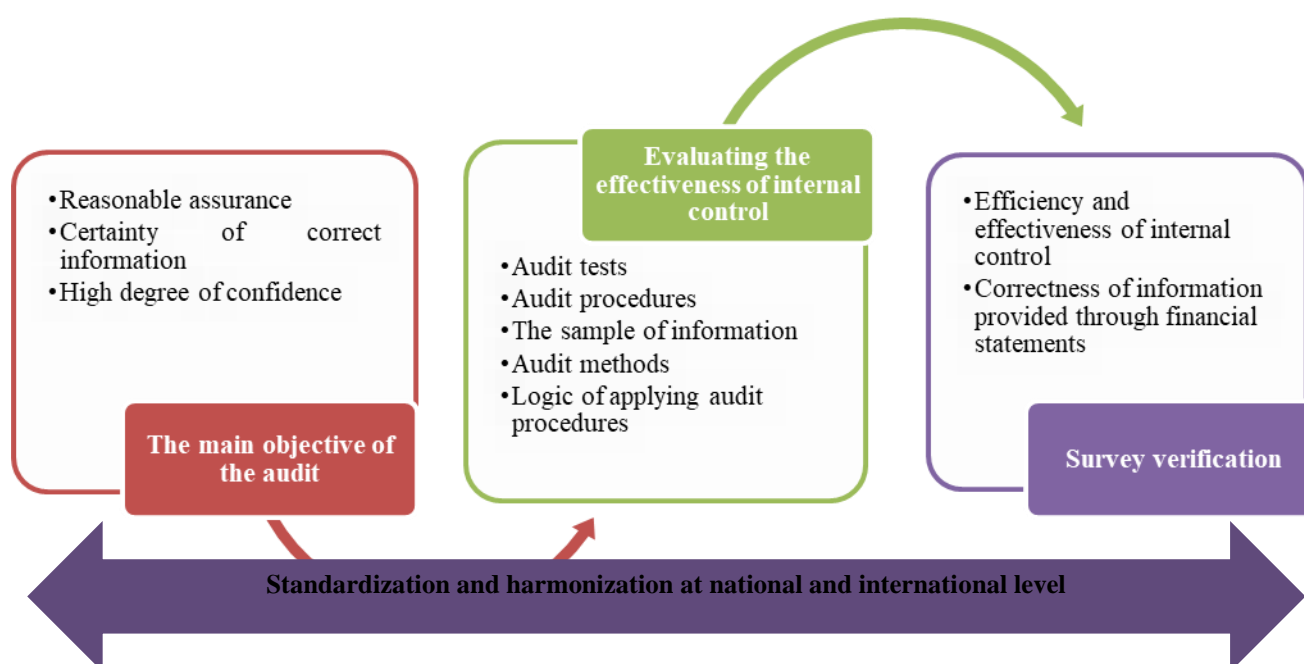 •Reasonable assurance
•Certainty of correct
information
•High degree of confidence
The main objective of
the audit
Evaluating the
effectiveness of internal
control
•Audit tests
•Audit procedures
•The sample of information
•Audit methods
•Logic of applying audit
procedures
•Efficiency and
effectiveness of internal
control
•Correctness of information
provided through financial
statements
Survey verification
Standardization and harmonization at national and international level